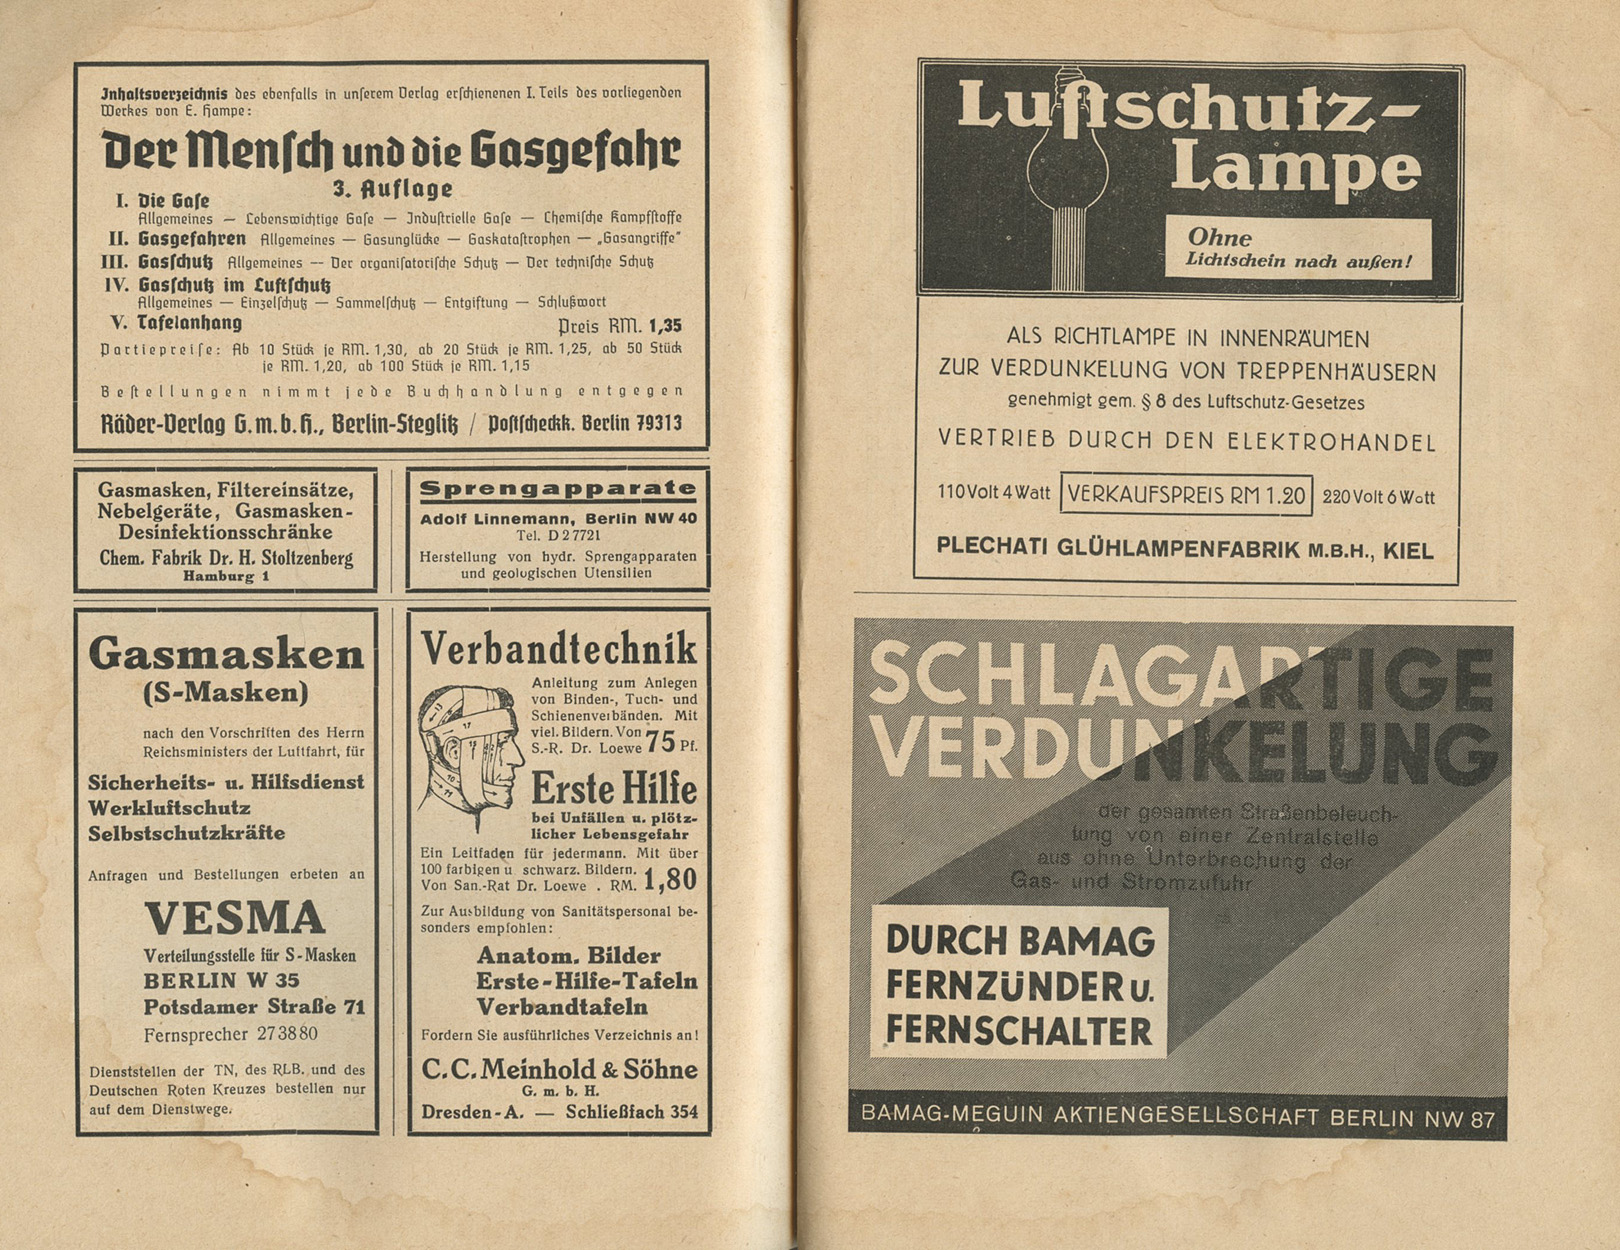 Inhaltsverzeichnis des ebenfalls in unserem Verlag erschienenen I. Teils des vorliegenden
Werkes von E. Hampe:
Der Mensch und die Gasgefahr
3. Auflage
I. Die Gase
Allgemeines — Lebenswichtige Gase — Industrielle Gase — Chemische Kampfstoffe
II. Gasgefahren Allgemeines — Gasunglücke — Gaskatastrophen — „Gasangriffe"
III. Gasschutz Allgemeines — Der organisatorische Schutz — Der technische Schutz
IV. Gasschutz im Luftschutz
Allgemeines — Einzelschutz — Sammelschutz — Entgiftung — Schlußwort
V. Tafelanhang Preis RM. 1,35
Partiepreise: Ab 10 Stück je RM. 1,30, ab 20 Stück je RM. 1,25, ab 50 Stück
je RM. 1,20, ab 100 Stück je RM. 1,15
Bestellungen nimmt jede Buchhandlung entgegen
Räder-Verlag G.m.b.H., Berlin-Steglitz / Postscheckk. Berlin 79313
Gasmasken, Filtereinsätze,
Nebelgeräte, Gasmasken-
Desinfektionsschränke
Chem. Fabrik Dr. H. Stoltzenberg
Hamburg 1
Sprengapparate
Adolf Linnemann, Berlin NW 40
Tel. D 2 7721
Herstellung von hydr. Sprengapparaten
und geologischen Utensilien
Gasmasken
(S-Masken)
nach den Vorschriften des Herrn
Reichsministers der Luftfahrt, für
Sicherheits- u. Hilfsdienst
Werkluftschutz
Selbstschutzkräfte
Anfragen und Bestellungen erbeten an
VESMA
Verteilungsstelle für S-Masken
BERLIN W 35
Potsdamer Straße 71
Fernsprecher 273880
Dienststellen der TN, des RLB. und des
Deutschen Roten Kreuzes bestellen nur
auf dem Dienstwege.
Verbandtechnik
Anleitung zum Anlegen
von Binden-, Tuch- und
Schienenverbänden. Mit
viel. Bildern. Von
S.-R. Dr. Loewe 75 Pf.
Erste Hilfe
bei Unfällen u. plötz-
licher Lebensgefahr
Ein Leitfaden für jedermann. Mit über
100 farbigen u schwarz. Bildern.
Von San.-Rat Dr. Loewe . RM. 1,80
Zur Ausbildung von Sanitätspersonal be-
sonders empfohlen:
Anatom. Bilder
Erste-Hilfe-Tafeln
Verbandtafeln
Fordern Sie ausführliches Verzeichnis an!
C. C. Meinhold & Söhne
G. m. b. H.
Dresden-A. — Schließfach 354
Luftschutz-
Lampe
Ohne
Lichtschein nach außen!
ALS RICHTLAMPE IN INNENRÄUMEN
ZUR VERDUNKELUNG VON TREPPENHÄUSERN
genehmigt gem. § 8 des Luftschutz-Gesetzes
VERTRIEB DURCH DEN ELEKTROHANDEL
110 Volt 4 Watt VERKAUFSPREIS RM 1.20 220 Volt 6 Watt
PLECHATI GLÜHLAMPENFABRIK M.B.H., KIEL
SCHLAGARTIGE
VERDUNKELUNG
der gesamten Straßenbeleuch-
tung von einer Zentralstelle
aus ohne Unterbrechung der
Gas- und Stromzufuhr
DURCH BAMAG
FERNZÜNDER u.
FERNSCHALTER
BAMAG-MEGUIN AKTIENGESELLSCHAFT BERLIN NW 87